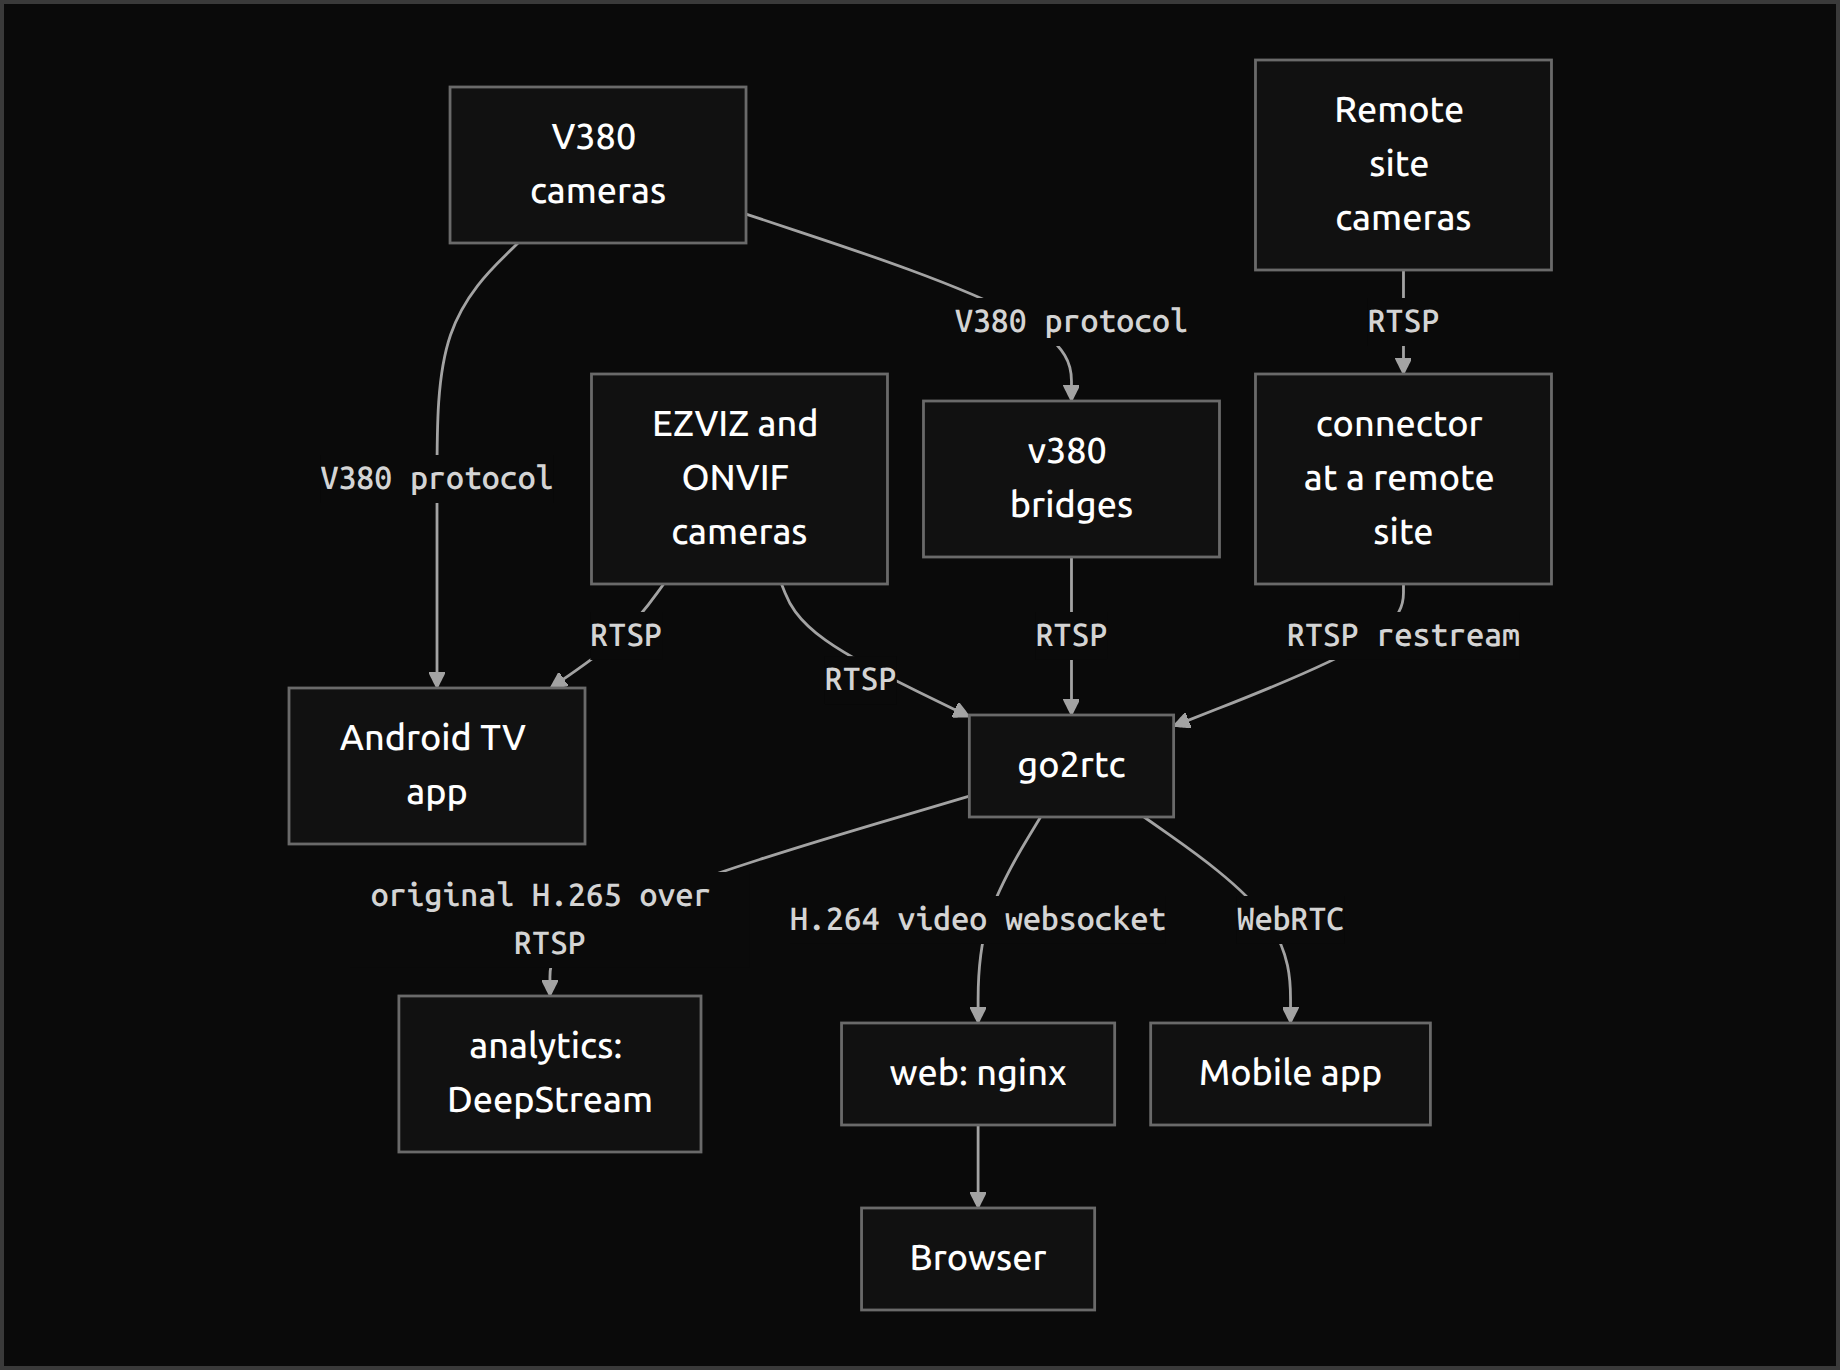 V380
cameras
Remote
site
cameras
V380 protocol
RTSP
EZVIZ and
ONVIF
cameras
v380
bridges
connector
at a remote
site
V380 protocol
RTSP
RTSP
RTSP
RTSP restream
Android TV
app
go2rtc
original H.265 over
RTSP
H.264 video websocket
WebRTC
analytics:
DeepStream
web: nginx
Mobile app
Browser